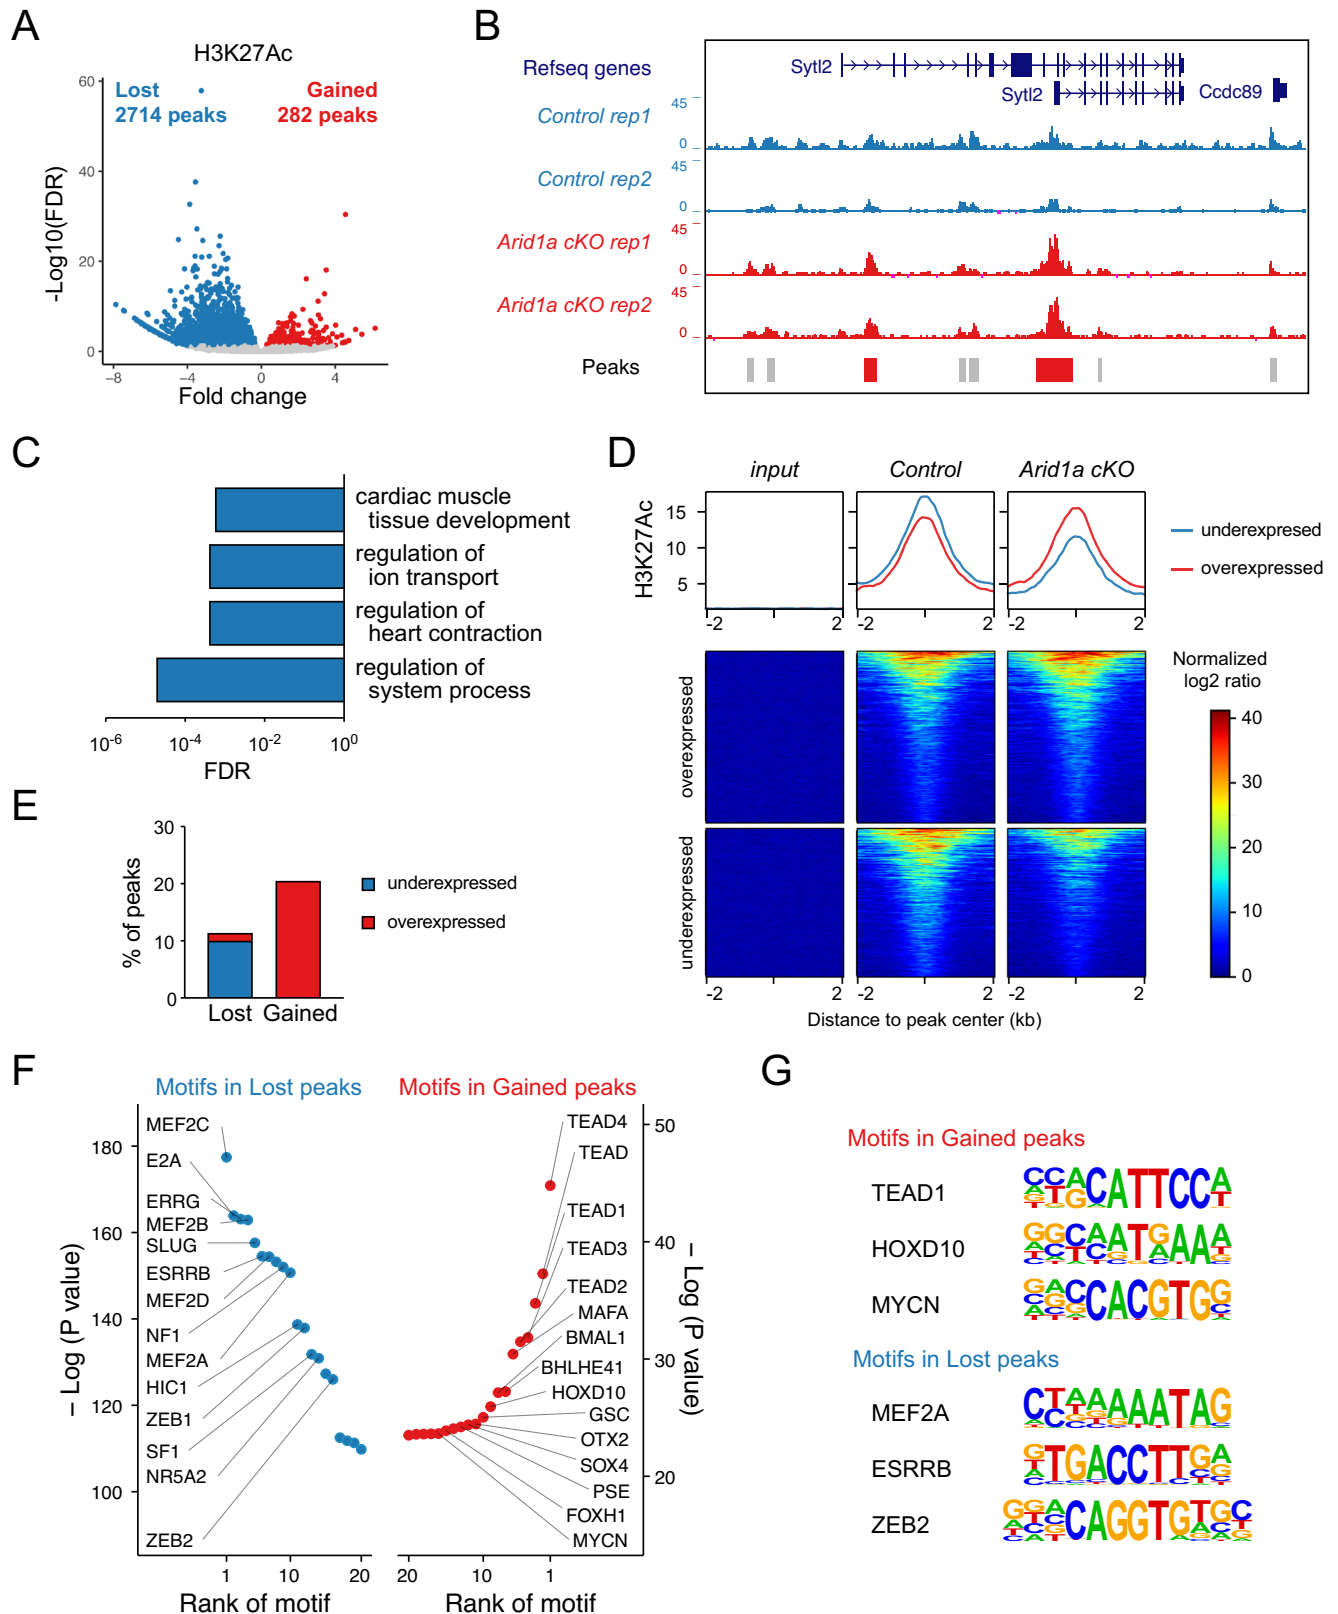 A
H3K27Ac
60
40
20
0
-Log10(FDR)
Lost
2714 peaks
Gained
282 peaks
−8
−4
0
4
Fold change
B
Refseq genes
Sytl2
Sytl2
Ccdc89
Control rep1
45
0
Control rep2
45
0
Arid1a cKO rep1
45
0
Arid1a cKO rep2
45
0
Peaks
C
cardiac muscle
tissue development
regulation of
ion transport
regulation of
heart contraction
regulation of
system process
10-6
10-4
10-2
100
FDR
D
input
Control
Arid1a cKO
H3K27Ac
15
10
5
-2
2
-2
2
-2
2
underexpresed
overexpressed
overexpressed
underexpressed
Normalized
log2 ratio
40
30
20
10
0
-2
2
-2
2
-2
2
Distance to peak center (kb)
E
30
20
10
0
% of peaks
Lost
Gained
underexpressed
overexpressed
F
Motifs in Lost peaks
180
160
140
120
100
− Log (P value)
MEF2C
E2A
ERRG
MEF2B
SLUG
ESRRB
MEF2D
NF1
MEF2A
HIC1
ZEB1
SF1
NR5A2
ZEB2
1
10
20
Rank of motif
Motifs in Gained peaks
TEAD4
TEAD
TEAD1
TEAD3
TEAD2
MAFA
BMAL1
BHLHE41
HOXD10
GSC
OTX2
SOX4
PSE
FOXH1
MYCN
50
40
30
20
− Log (P value)
20
10
1
Rank of motif
G
Motifs in Gained peaks
TEAD1
CCACATTCCA
HOXD10
GGCAATGAAA
MYCN
GACCACGTGG
Motifs in Lost peaks
MEF2A
CTAAAAATAG
ESRRB
GTGACCTTGA
ZEB2
GGACAGGTGTGC